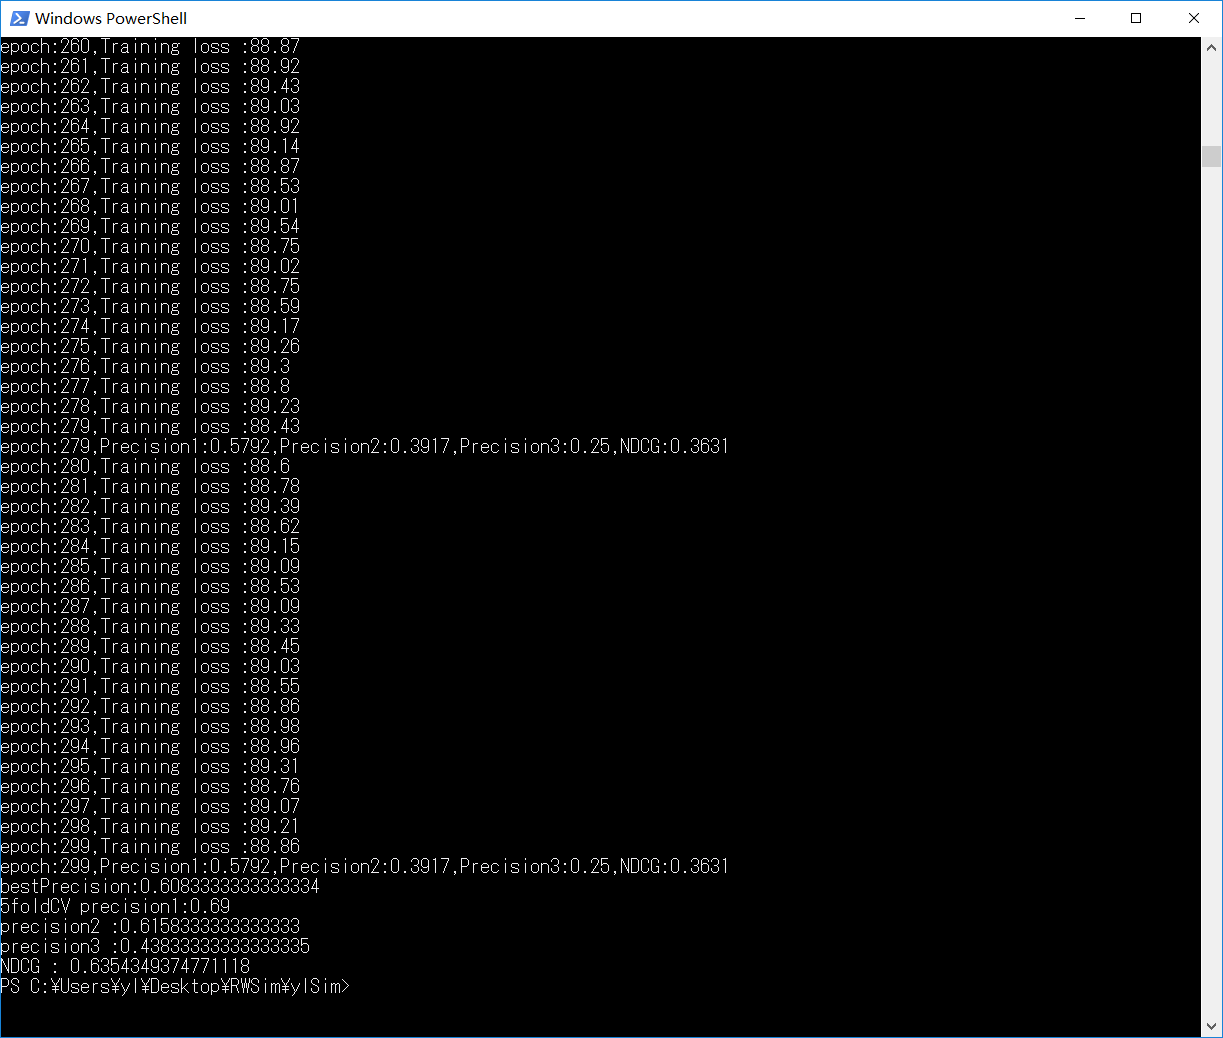 Windows PowerShell
epoch:260,Training loss :88.87
epoch:261,Training loss :88.92
epoch:262,Training loss :89.43
epoch:263,Training loss :89.03
epoch:264,Training loss :88.92
epoch:265,Training loss :89.14
epoch:266,Training loss :88.87
epoch:267,Training loss :88.53
epoch:268,Training loss :89.01
epoch:269,Training loss :89.54
epoch:270,Training loss :88.75
epoch:271,Training loss :89.02
epoch:272,Training loss :88.75
epoch:273,Training loss :88.59
epoch:274,Training loss :89.17
epoch:275,Training loss :89.26
epoch:276,Training loss :89.3
epoch:277,Training loss :88.8
epoch:278,Training loss :89.23
epoch:279,Training loss :88.43
epoch:279,Precision1:0.5792,Precision2:0.3917,Precision3:0.25,NDCG:0.3631
epoch:280,Training loss :88.6
epoch:281,Training loss :88.78
epoch:282,Training loss :89.39
epoch:283,Training loss :88.62
epoch:284,Training loss :89.15
epoch:285,Training loss :89.09
epoch:286,Training loss :88.53
epoch:287,Training loss :89.09
epoch:288,Training loss :89.33
epoch:289,Training loss :88.45
epoch:290,Training loss :89.03
epoch:291,Training loss :88.55
epoch:292,Training loss :88.86
epoch:293,Training loss :88.98
epoch:294,Training loss :88.96
epoch:295,Training loss :89.31
epoch:296,Training loss :88.76
epoch:297,Training loss :89.07
epoch:298,Training loss :89.21
epoch:299,Training loss :88.86
epoch:299,Precision1:0.5792,Precision2:0.3917,Precision3:0.25,NDCG:0.3631
bestPrecision:0.6083333333333334
5foldCV precision1:0.69
precision2 :0.6158333333333333
precision3 :0.43833333333333335
NDCG : 0.6354349374771118
PS C:¥Users¥yl¥Desktop¥RWSim¥ylSim>